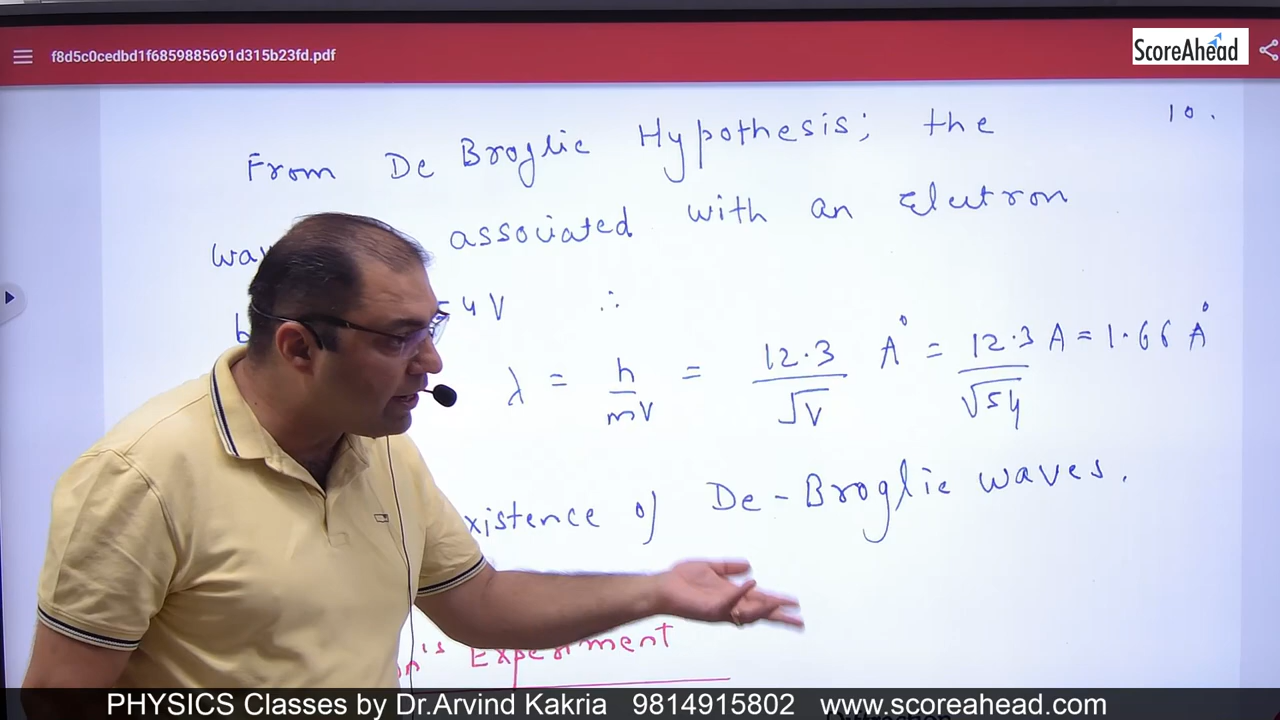 f8d5c0cedbd1f6859885691d315b23fd.pdf
ScoreAhead
10.
From De Broglie Hypothesis; the
associated with an Electron
54 V ∴
λ = h/mV = 12.3/√V A° = 12.3/√54 A = 1.66 A°
xistence of De-Broglie waves.
on's Experiment
PHYSICS Classes by Dr.Arvind Kakria 9814915802 www.scoreahead.com